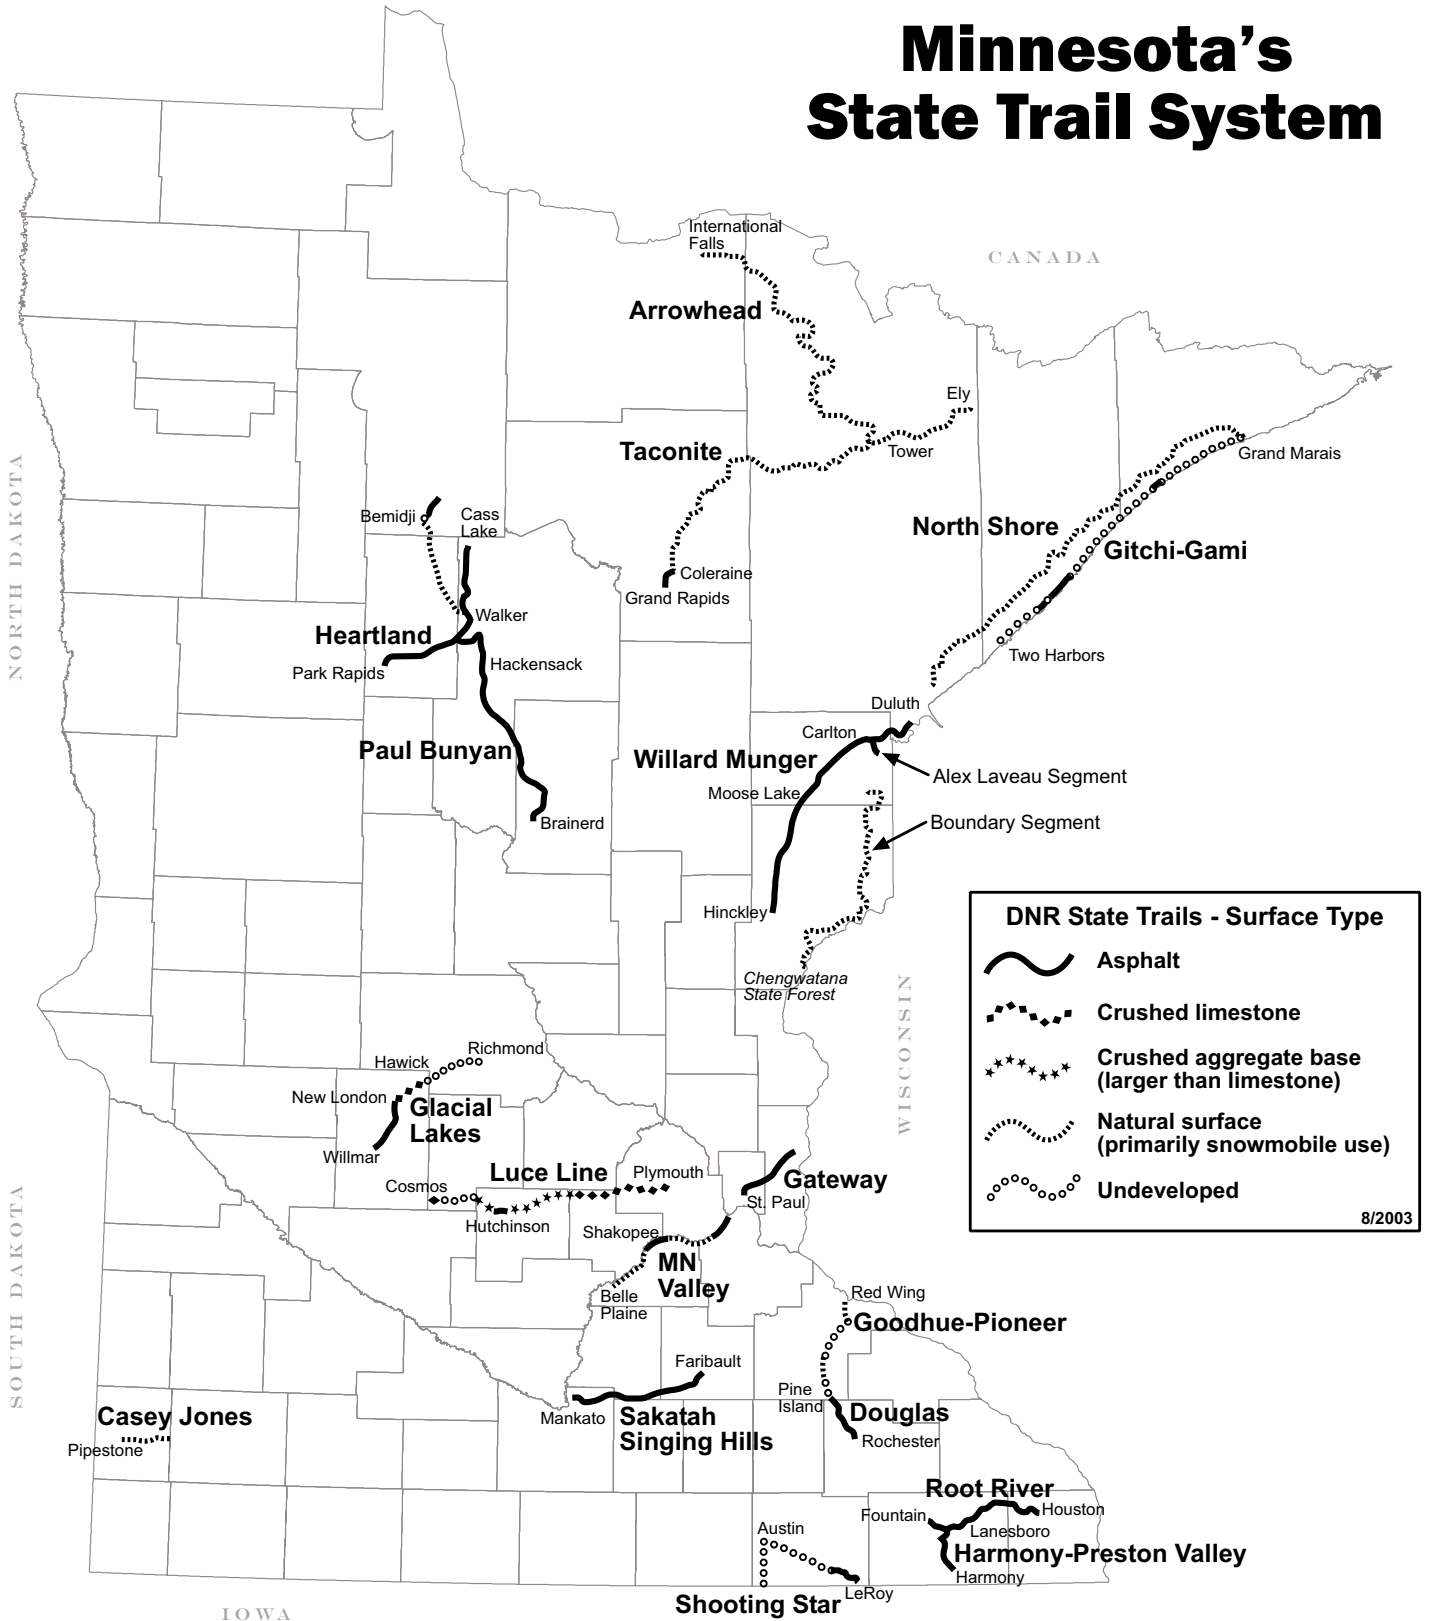 Minnesota's
State Trail System
CANADA
International
Falls
Arrowhead
Ely
Taconite
Tower
Grand Marais
NORTH DAKOTA
Bemidji
Cass
Lake
North Shore
Gitchi-Gami
Coleraine
Grand Rapids
Walker
Heartland
Park Rapids
Hackensack
Two Harbors
Duluth
Carlton
Paul Bunyan
Willard Munger
Alex Laveau Segment
Moose Lake
Brainerd
Boundary Segment
Hinckley
Chengwatana
State Forest
WISCONSIN
DNR State Trails - Surface Type
Asphalt
Crushed limestone
Crushed aggregate base
(larger than limestone)
Natural surface
(primarily snowmobile use)
Undeveloped
8/2003
Richmond
Hawick
New London
Glacial
Lakes
Willmar
Luce Line
Plymouth
Cosmos
Gateway
St. Paul
Hutchinson
Shakopee
MN
Valley
Belle
Plaine
SOUTH DAKOTA
Red Wing
Goodhue-Pioneer
Faribault
Pine
Island
Casey Jones
Pipestone
Mankato
Sakatah
Singing Hills
Douglas
Rochester
Root River
Fountain
Houston
Lanesboro
Austin
Harmony-Preston Valley
Harmony
LeRoy
Shooting Star
IOWA